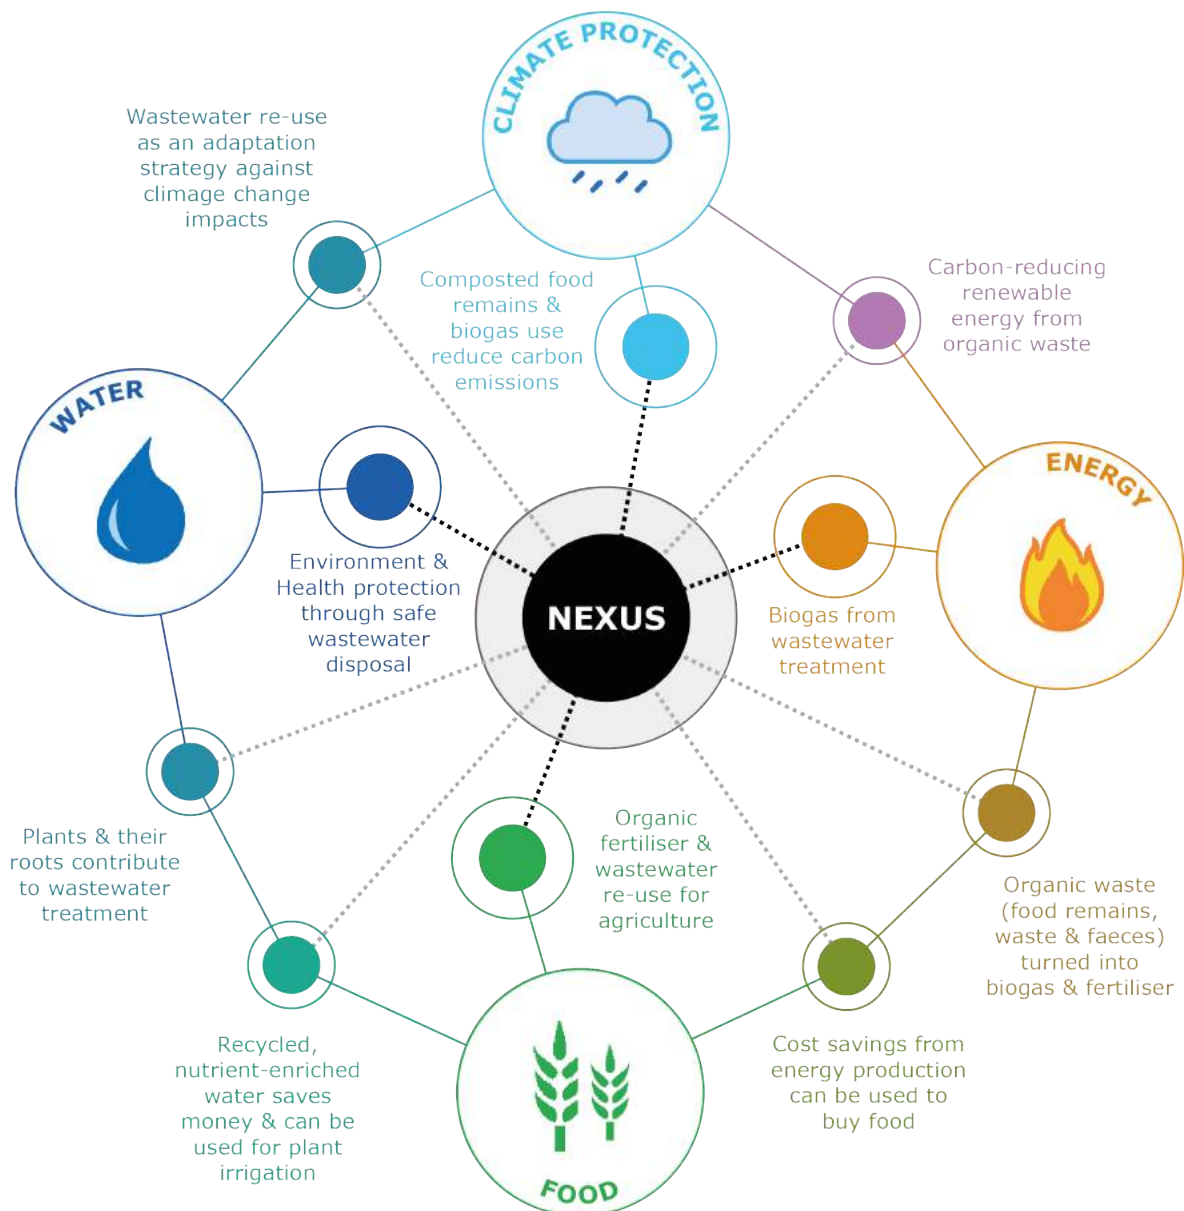 CLIMATE PROTECTION
Wastewater re-use
as an adaptation
strategy against
climage change
impacts
Composted food
remains &
biogas use
reduce carbon
emissions
Carbon-reducing
renewable
energy from
organic waste
WATER
ENERGY
Environment &
Health protection
through safe
wastewater
disposal
NEXUS
Biogas from
wastewater
treatment
Plants & their
roots contribute
to wastewater
treatment
Organic
fertiliser &
wastewater
re-use for
agriculture
Organic waste
(food remains,
waste & faeces)
turned into
biogas & fertiliser
Recycled,
nutrient-enriched
water saves
money & can be
used for plant
irrigation
Cost savings from
energy production
can be used to
buy food
FOOD